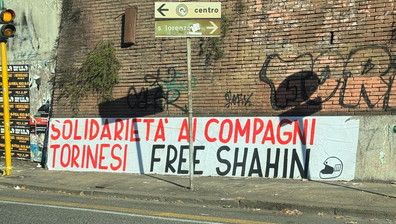 centro
s. lorenzo
SOLIDARIETA' AI COMPAGNI
TORINESI FREE SHAHIN